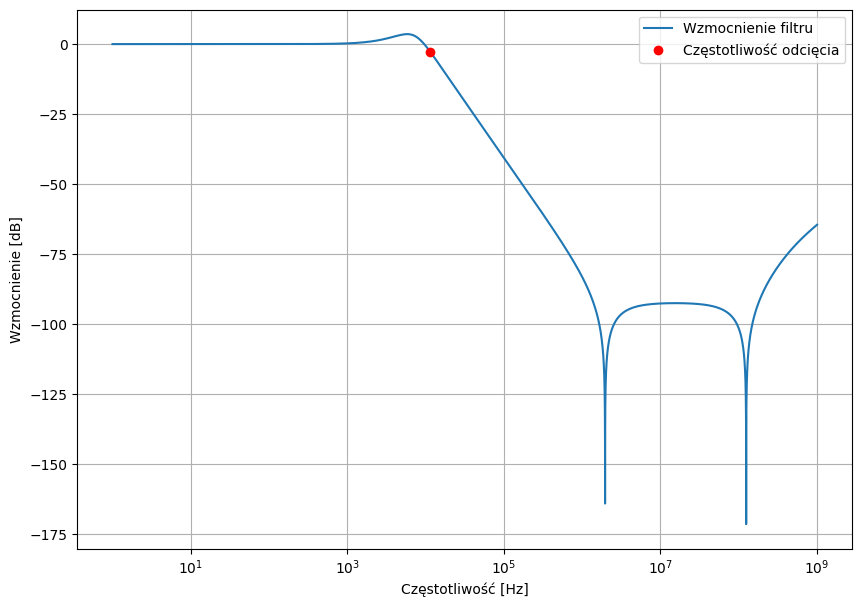 Wzmocnienie filtru
Częstotliwość odcięcia
0
−25
−50
−75
−100
−125
−150
−175
Wzmocnienie [dB]
10¹ 10³ 10⁵ 10⁷ 10⁹
Częstotliwość [Hz]